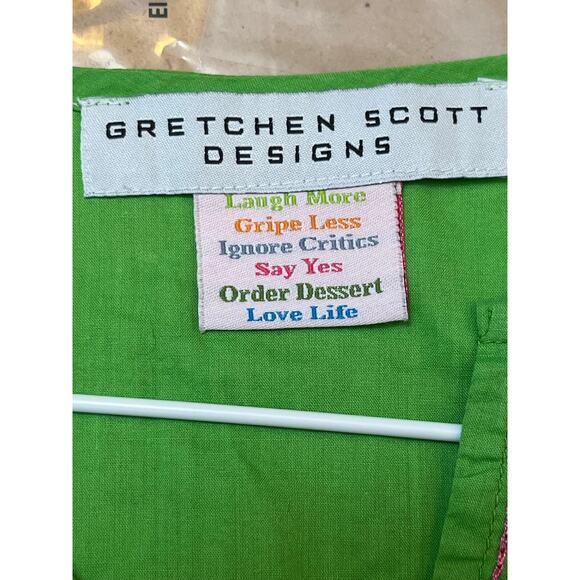 GRETCHEN SCOTT
DESIGNS
Laugh More
Gripe Less
Ignore Critics
Say Yes
Order Dessert
Love Life